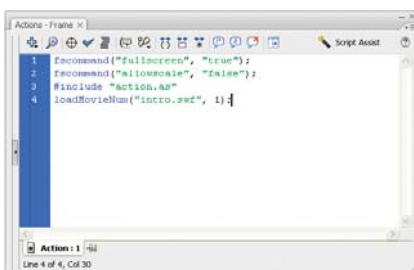 Actions - Frame ×
Script Assist
1 fscommand("fullscreen", "true");
2 fscommand("allowscale", "false");
3 #include "action.as"
4 loadMovieNum("intro.swf", 1);
Action : 1
Line 4 of 4, Col 30